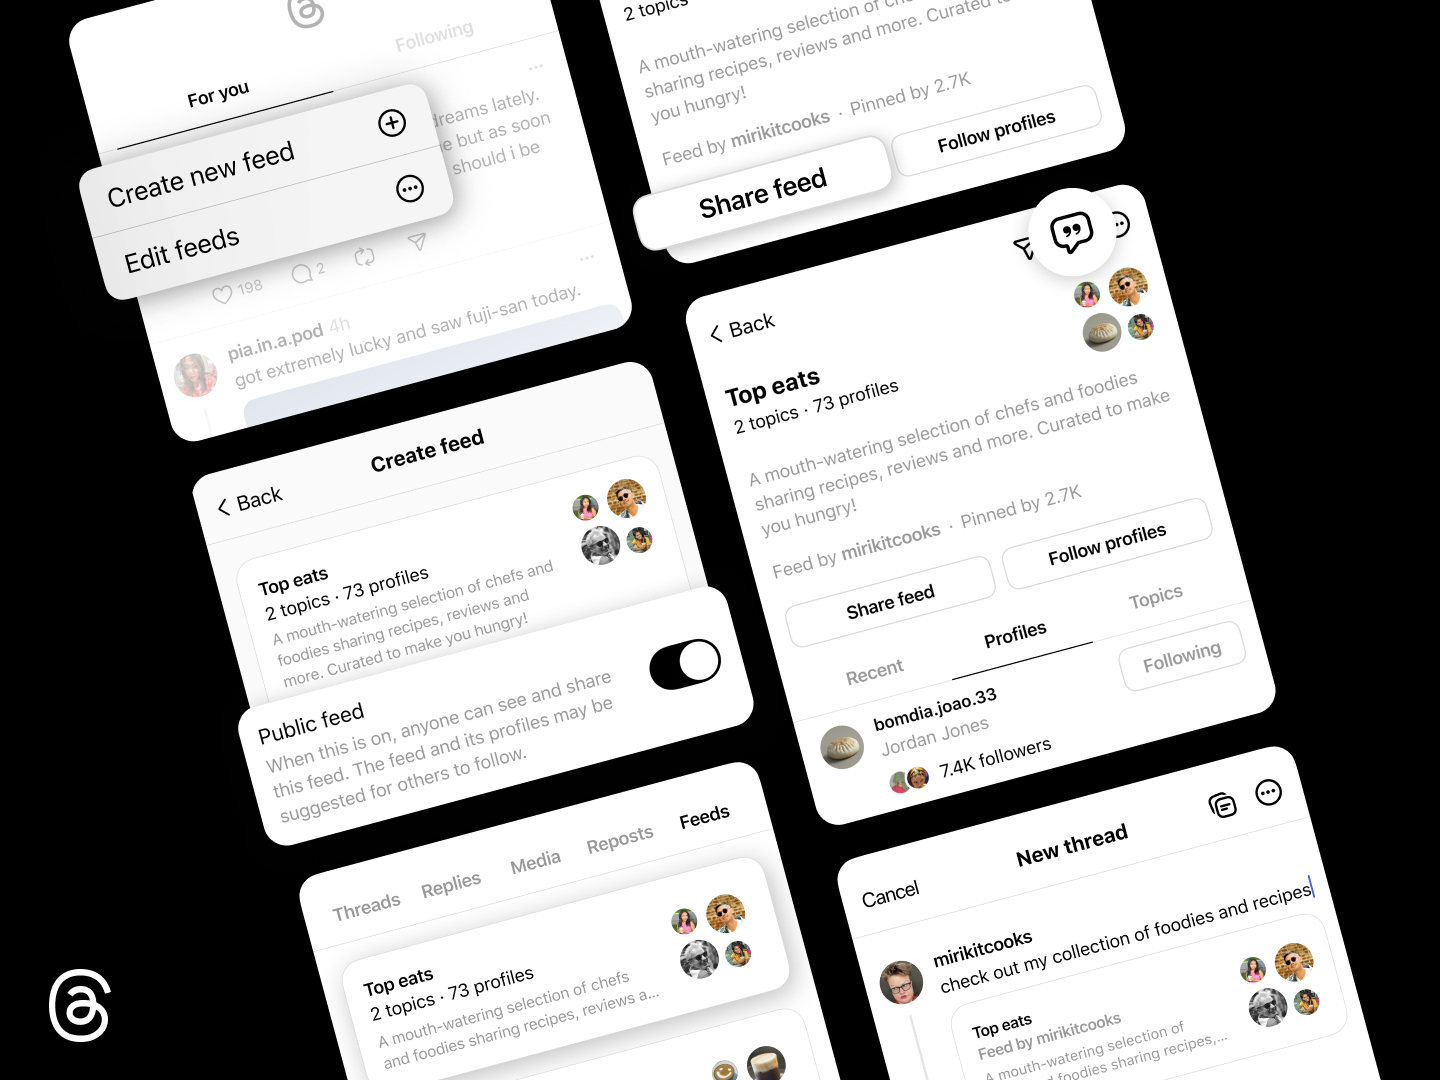 For you
Following
dreams lately.
e but as soon
should i be
Create new feed
Edit feeds
198
2
pia.in.a.pod 4h
got extremely lucky and saw fuji-san today.
2 topics
A mouth-watering selection of
sharing recipes, reviews and more. Curated to
you hungry!
Feed by mirikitcooks · Pinned by 2.7K
Share feed
Follow profiles
Back
Top eats
2 topics · 73 profiles
A mouth-watering selection of chefs and foodies
sharing recipes, reviews and more. Curated to make
you hungry!
Feed by mirikitcooks · Pinned by 2.7K
Share feed
Follow profiles
Recent
Profiles
Topics
bomdia.joao.33
Jordan Jones
7.4K followers
Following
Create feed
Back
Top eats
2 topics · 73 profiles
A mouth-watering selection of chefs and
foodies sharing recipes, reviews and
more. Curated to make you hungry!
Public feed
When this is on, anyone can see and share
this feed. The feed and its profiles may be
suggested for others to follow.
Threads
Replies
Media
Reposts
Feeds
Top eats
2 topics · 73 profiles
A mouth-watering selection of chefs
and foodies sharing recipes, reviews a...
Cancel
New thread
mirikitcooks
check out my collection of foodies and recipes
Top eats
Feed by mirikitcooks
A mouth-watering selection of
d foodies sharing recipes,...